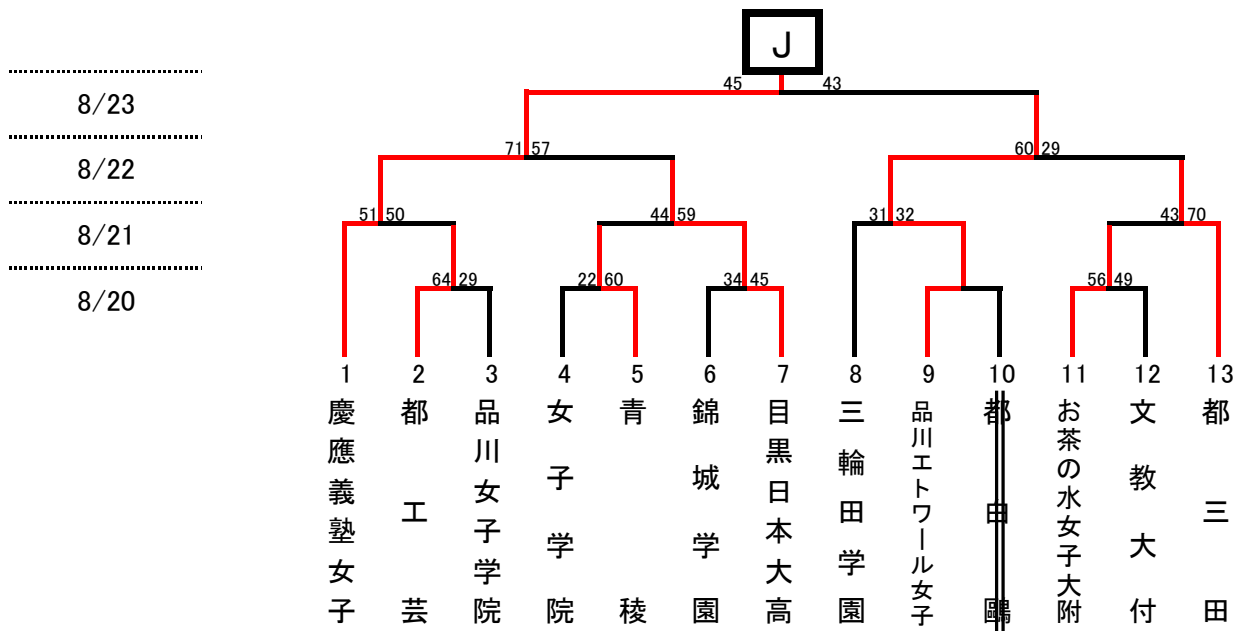 J
45 43
8/23
71 57
60 29
8/22
51 50
44 59
31 32
43 70
8/21
64 29
22 60
34 45
56 49
8/20
1 2 3 4 5 6 7 8 9 10 11 12 13
慶應義塾女子
都工芸
品川女子学院
女子学院
青稜
錦城学園
目黒日本大高
三輪田学園
品川エトワール女子
都白鷗
お茶の水女子大附
文教大付
都三田